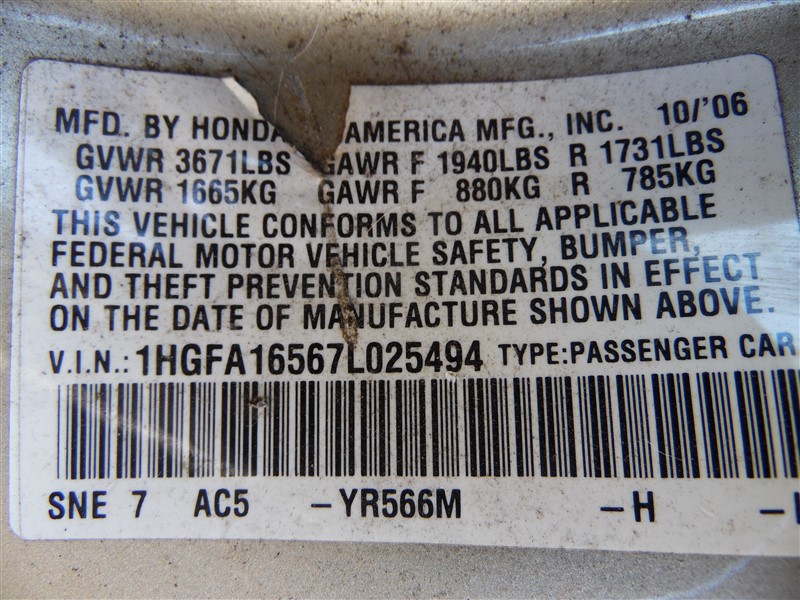 MFD. BY HONDA AMERICA MFG., INC. 10/'06
GVWR 3671LBS GAWR F 1940LBS R 1731LBS
GVWR 1665KG GAWR F 880KG R 785KG
THIS VEHICLE CONFORMS TO ALL APPLICABLE
FEDERAL MOTOR VEHICLE SAFETY, BUMPER,
AND THEFT PREVENTION STANDARDS IN EFFECT
ON THE DATE OF MANUFACTURE SHOWN ABOVE.
V.I.N.: 1HGFA16567L025494 TYPE:PASSENGER CAR
SNE 7 AC5 -YR566M -H -